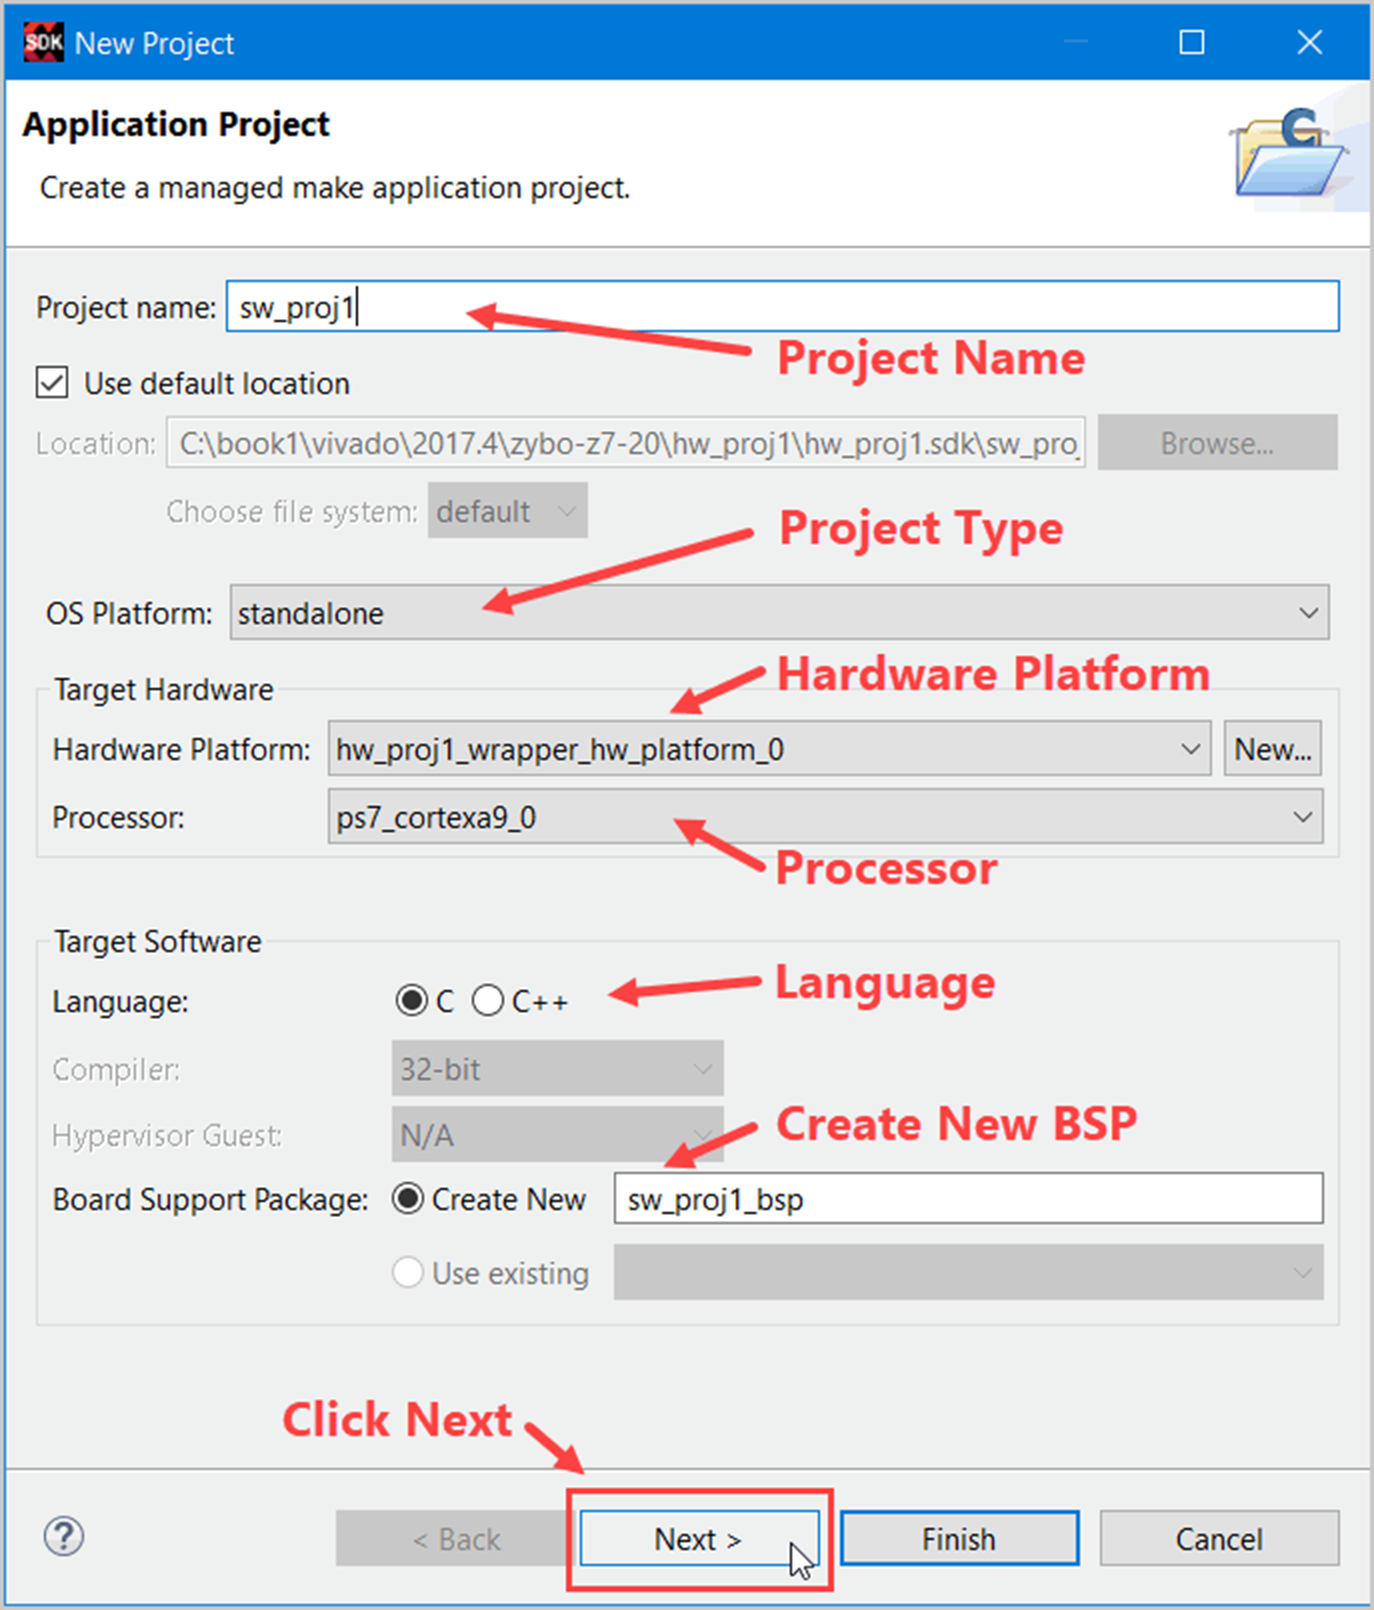 SDK New Project
Application Project
Create a managed make application project.
C
Project name: sw_proj1
Project Name
Use default location
Location: C:\book1\vivado\2017.4\zybo-z7-20\hw_proj1\hw_proj1.sdk\sw_proj Browse...
Choose file system: default
Project Type
OS Platform: standalone
Hardware Platform
Target Hardware
Hardware Platform: hw_proj1_wrapper_hw_platform_0 New...
Processor: ps7_cortexa9_0
Processor
Target Software
Language: C C++
Language
Compiler: 32-bit
Hypervisor Guest: N/A
Create New BSP
Board Support Package: Create New sw_proj1_bsp
Use existing
Click Next
? < Back Next > Finish Cancel